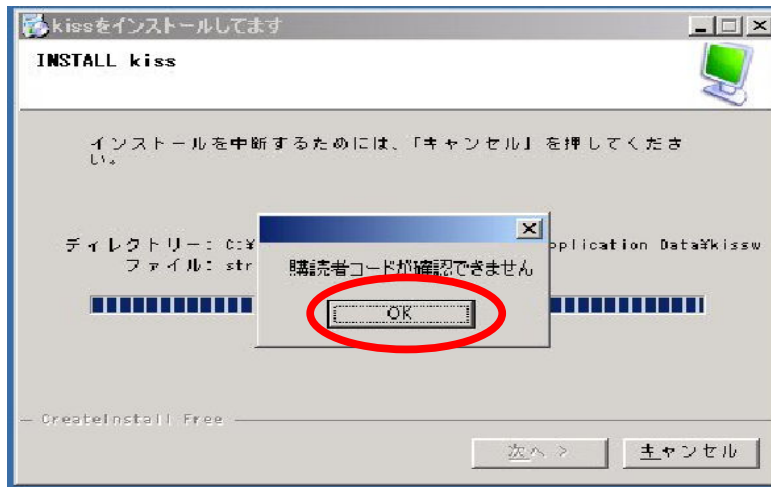 kissをインストールしてます
INSTALL kiss
インストールを中断するためには、「キャンセル」を押してくださ
い。
ディレクトリー: C:¥
pplication Data¥kissw
ファイル: str
購読者コードが確認できません
OK
CreateInstall Free
次へ >
キャンセル